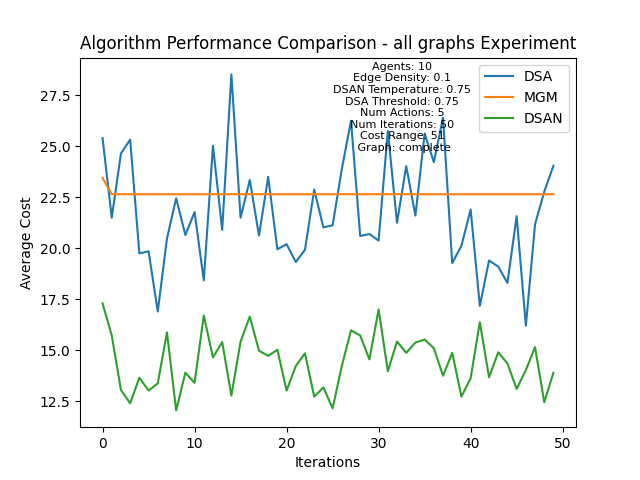 Algorithm Performance Comparison - all graphs Experiment
Agents: 10
Edge Density: 0.1
DSAN Temperature: 0.75
DSA Threshold: 0.75
Num Actions: 5
Num Iterations: 50
Cost Range: 51
Graph: complete
DSA
MGM
DSAN
Average Cost
27.5
25.0
22.5
20.0
17.5
15.0
12.5
0
10
20
30
40
50
Iterations